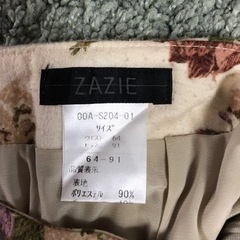 ZAZIE
OOA-S204-01
サイズ
ウエスト 64
ヒップ 91
64-91
品質表示
表地
ポリエステル 90%